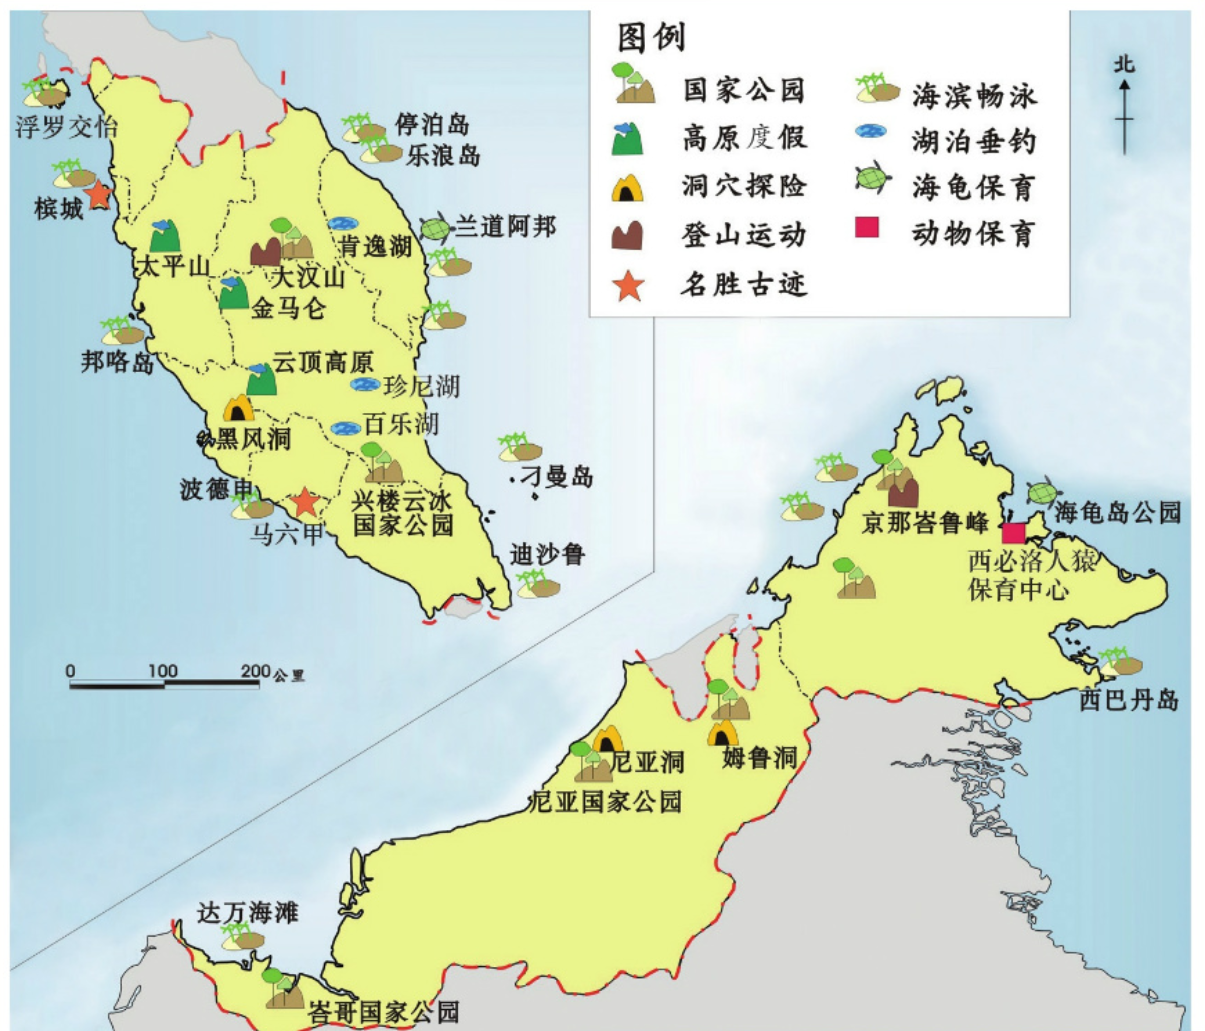 图例
国家公园
海滨畅泳
高原度假
湖泊垂钓
洞穴探险
海龟保育
登山运动
动物保育
名胜古迹
北
浮罗交怡
停泊岛
乐浪岛
槟城
兰道阿邦
太平山
肯逸湖
大汉山
金马仑
邦咯岛
云顶高原
珍尼湖
黑风洞
百乐湖
刁曼岛
波德申
兴楼云冰
国家公园
马六甲
迪沙鲁
0 100 200公里
京那峇鲁峰
海龟岛公园
西必洛人猿
保育中心
西巴丹岛
尼亚洞
姆鲁洞
尼亚国家公园
达万海滩
峇哥国家公园